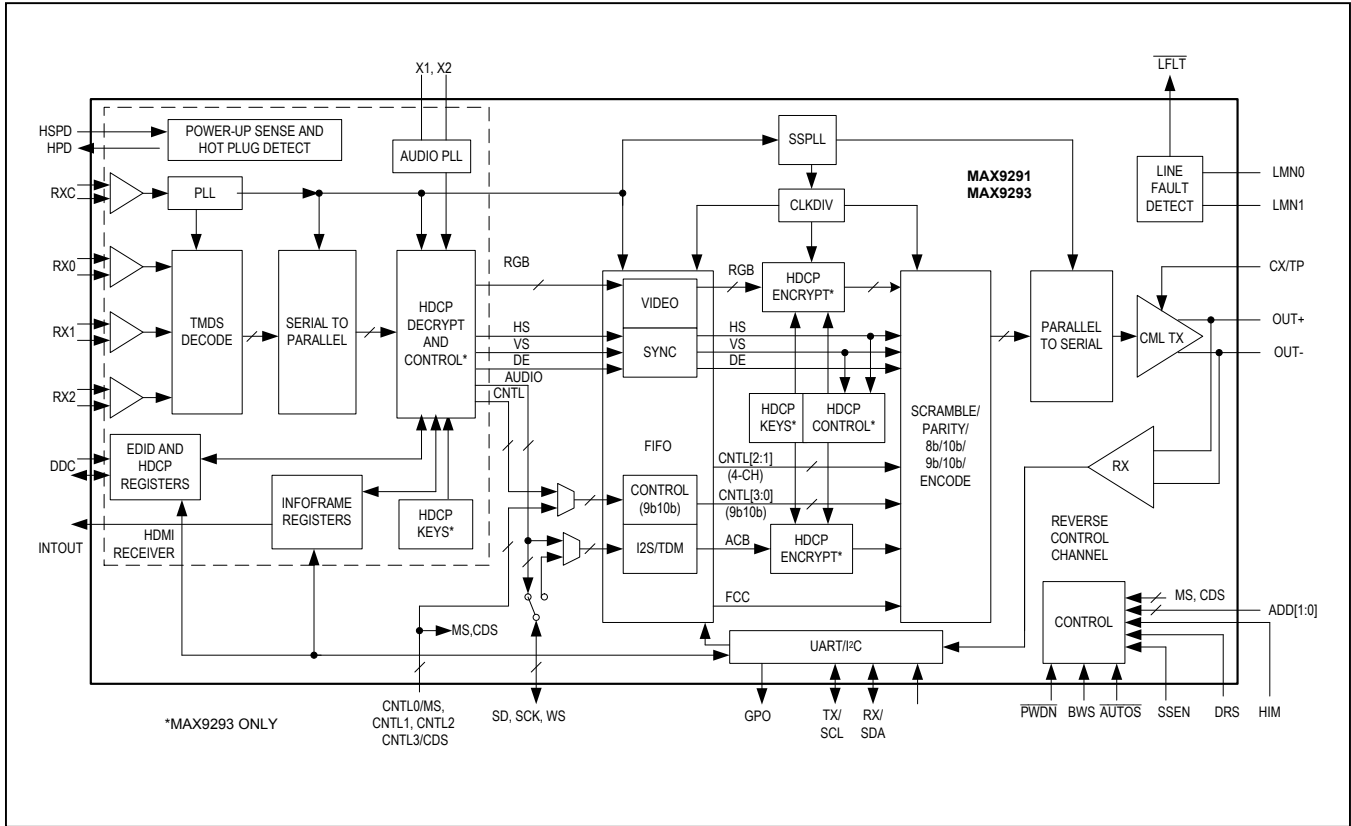 X1, X2
LFLT
HSPD
HPD
POWER-UP SENSE AND
HOT PLUG DETECT
AUDIO PLL
SSPLL
MAX9291
MAX9293
LINE
FAULT
DETECT
LMN0
LMN1
RXC
PLL
CLKDIV
RX0
RX1
RX2
TMDS
DECODE
SERIAL TO
PARALLEL
HDCP
DECRYPT
AND
CONTROL*
RGB
HS
VS
DE
AUDIO
CNTL
VIDEO
SYNC
RGB
HS
VS
DE
HDCP
ENCRYPT*
HDCP
KEYS*
HDCP
CONTROL*
SCRAMBLE/
PARITY/
8b/10b/
9b/10b/
ENCODE
PARALLEL
TO SERIAL
CML TX
CX/TP
OUT+
OUT-
RX
REVERSE
CONTROL
CHANNEL
DDC
EDID AND
HDCP
REGISTERS
INFOFRAME
REGISTERS
HDCP
KEYS*
HDMI
RECEIVER
INTOUT
FIFO
CONTROL
(9b10b)
I2S/TDM
CNTL[2:1]
(4-CH)
CNTL[3:0]
(9b10b)
ACB
HDCP
ENCRYPT*
FCC
MS,CDS
UART/I²C
CONTROL
MS, CDS
ADD[1:0]
*MAX9293 ONLY
CNTL0/MS,
CNTL1, CNTL2
CNTL3/CDS
SD, SCK, WS
GPO
TX/
SCL
RX/
SDA
PWDN
BWS
AUTOS
SSEN
DRS
HIM